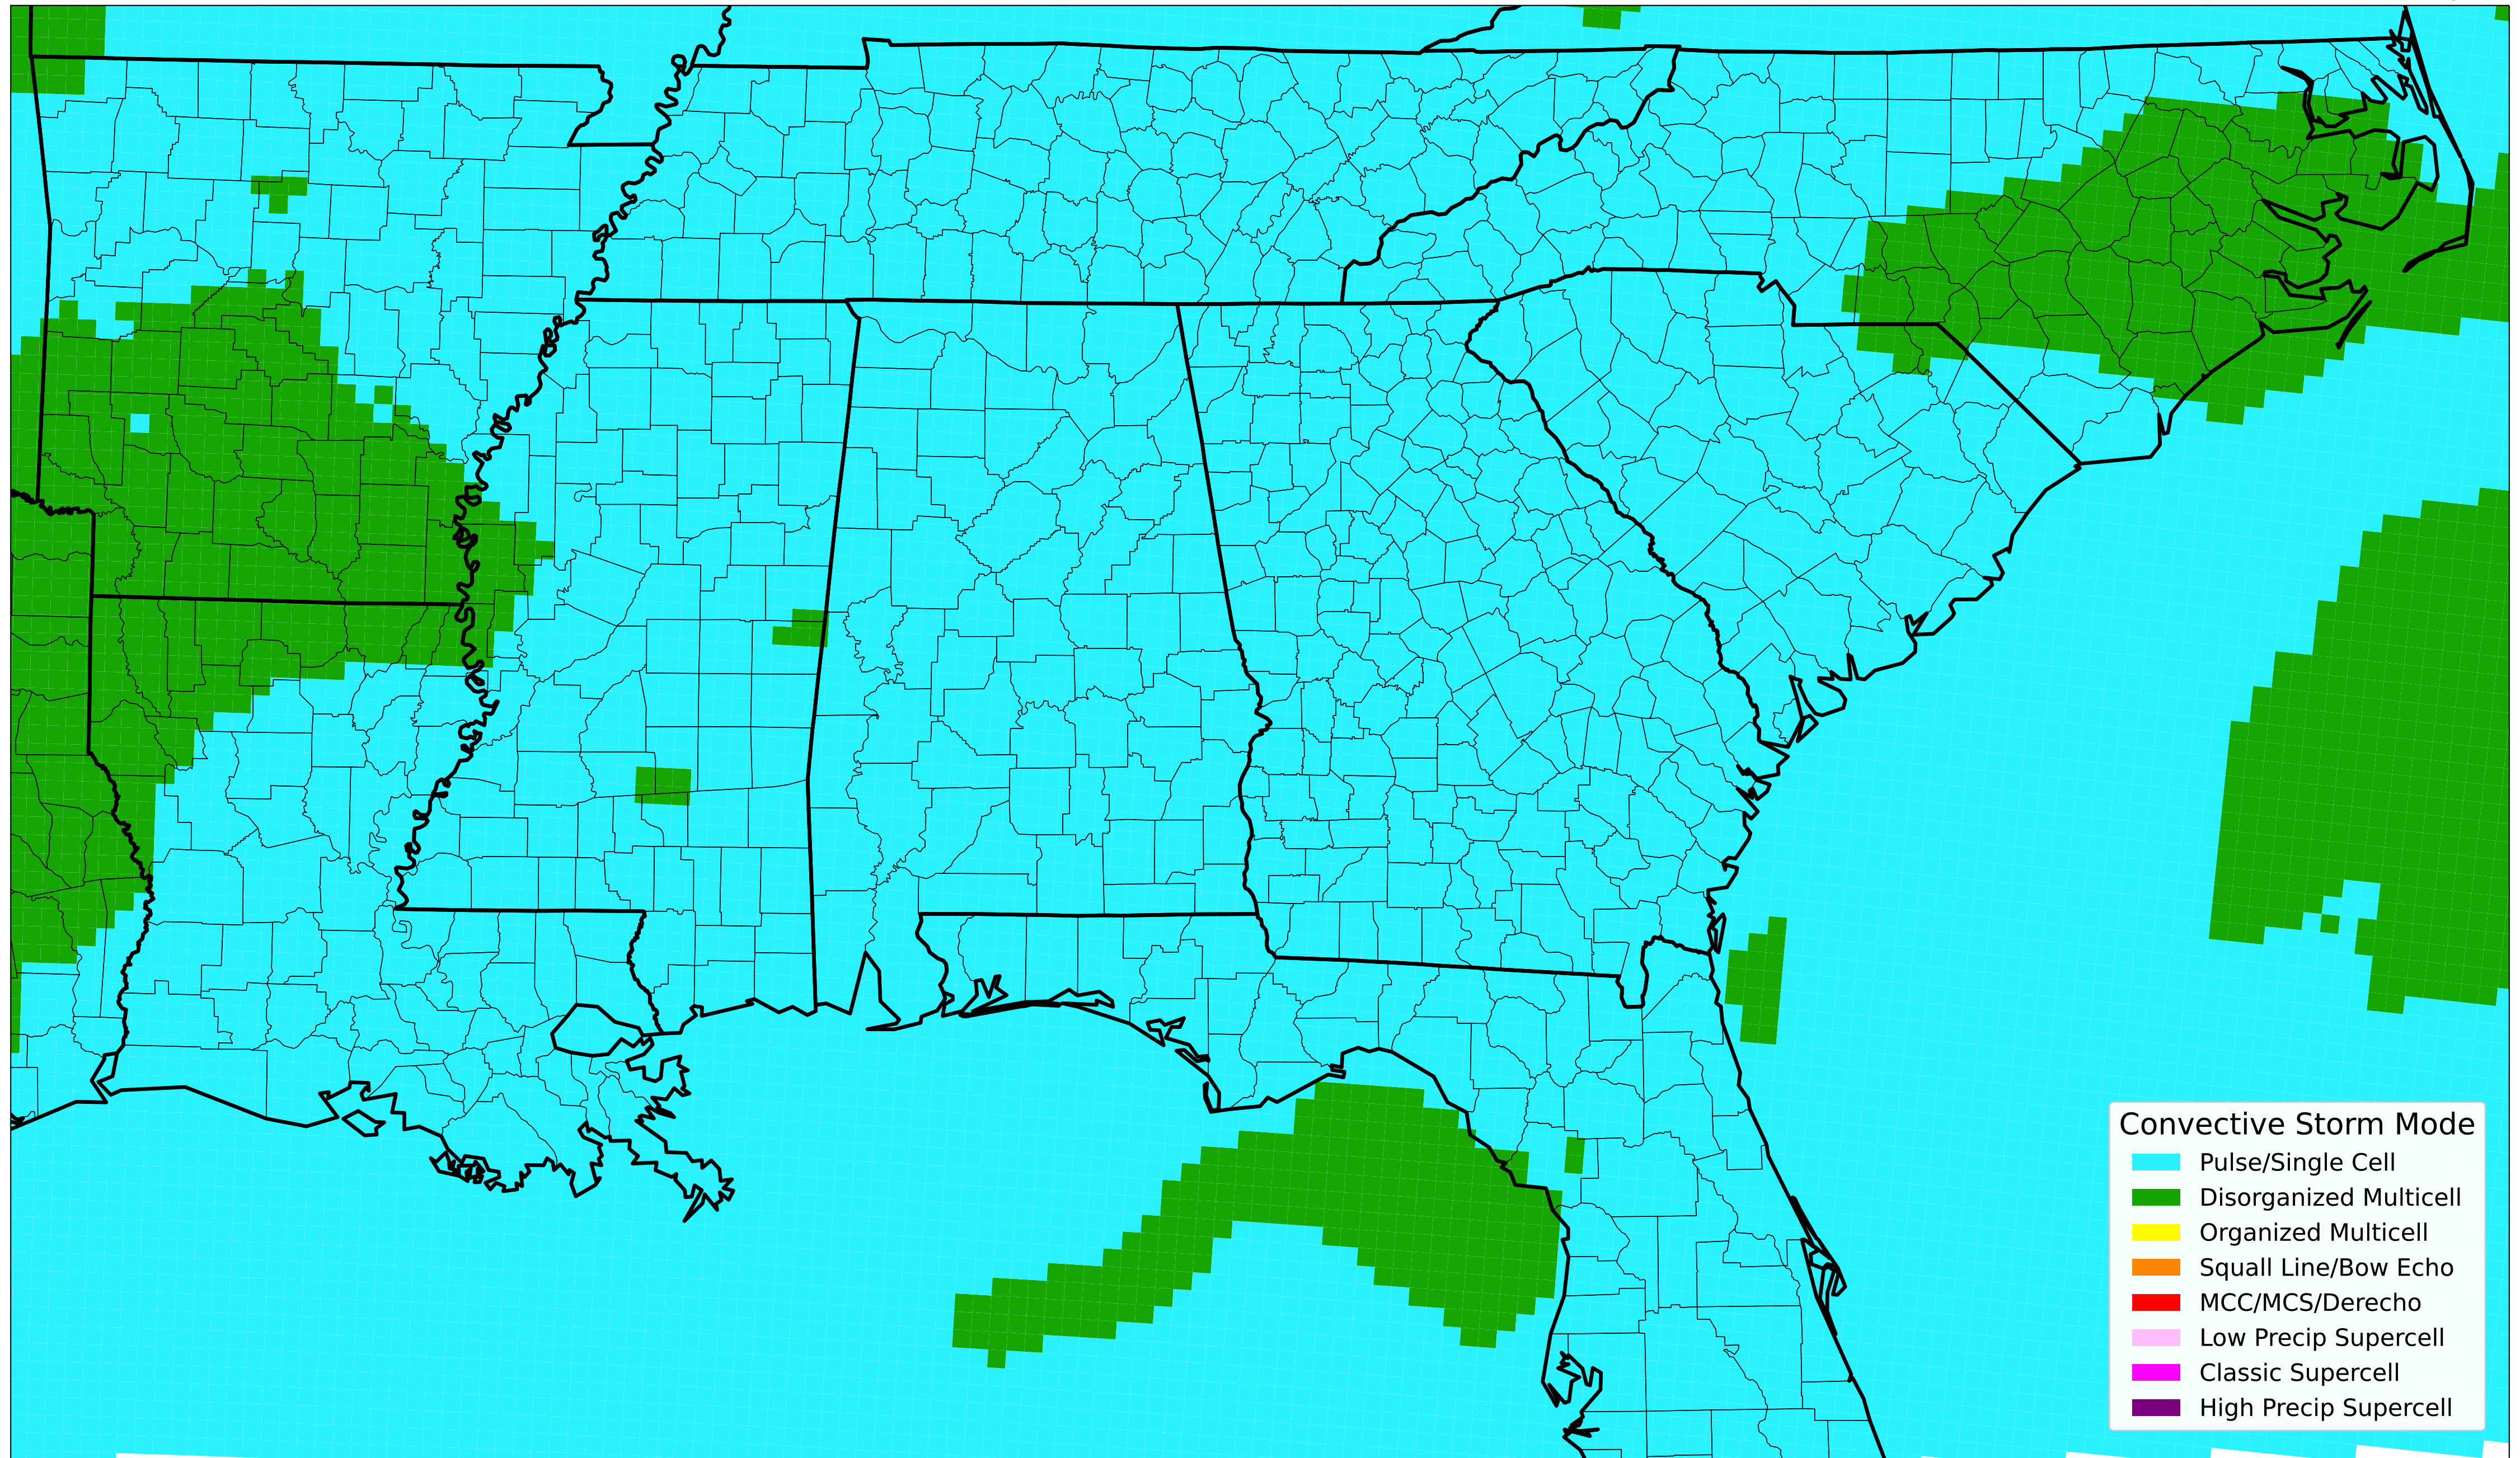 Convective Storm Mode
Pulse/Single Cell
Disorganized Multicell
Organized Multicell
Squall Line/Bow Echo
MCC/MCS/Derecho
Low Precip Supercell
Classic Supercell
High Precip Supercell